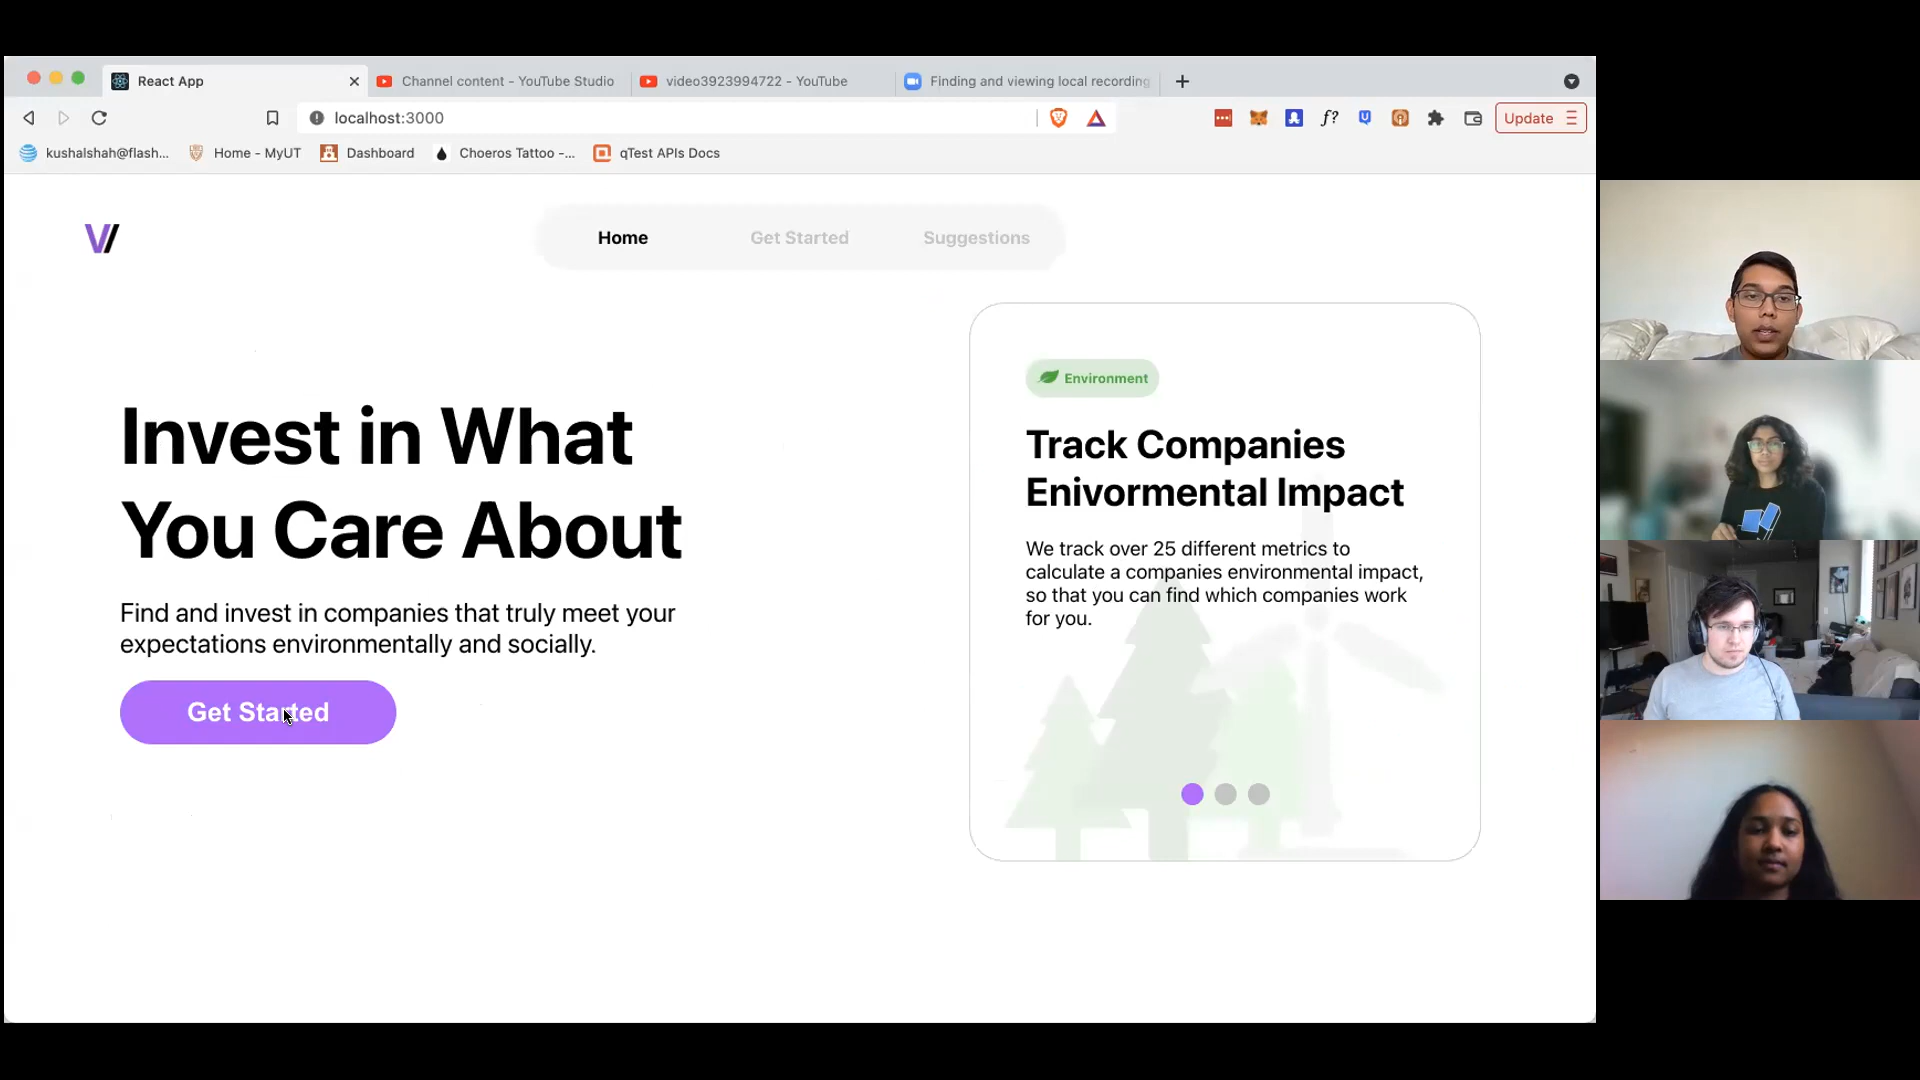 React App
Channel content - YouTube Studio
video3923994722 - YouTube
Finding and viewing local recording
localhost:3000
f?
Update
kushalshah@flash...
Home - MyUT
Dashboard
Choeros Tattoo -...
qTest APIs Docs
Home
Get Started
Suggestions
Invest in What
You Care About
Find and invest in companies that truly meet your
expectations environmentally and socially.
Get Started
Environment
Track Companies
Enivormental Impact
We track over 25 different metrics to
calculate a companies environmental impact,
so that you can find which companies work
for you.